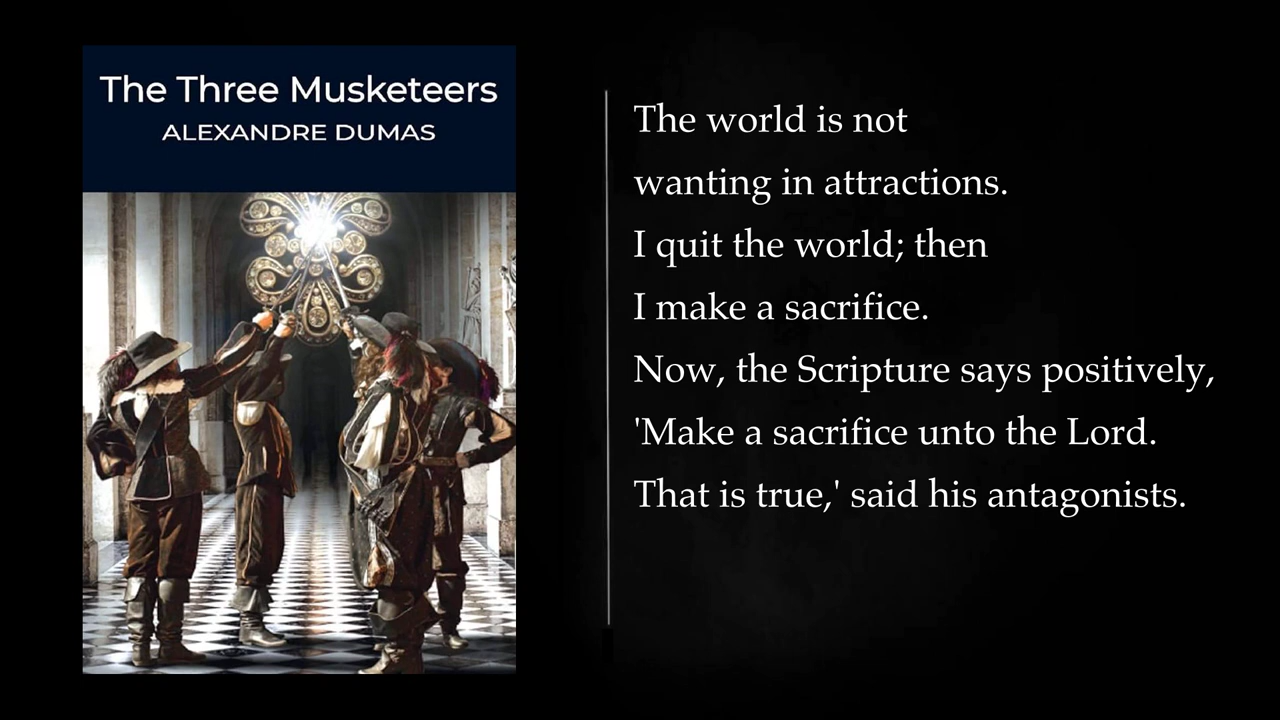 The Three Musketeers
ALEXANDRE DUMAS
The world is not
wanting in attractions.
I quit the world; then
I make a sacrifice.
Now, the Scripture says positively,
'Make a sacrifice unto the Lord.
That is true,' said his antagonists.